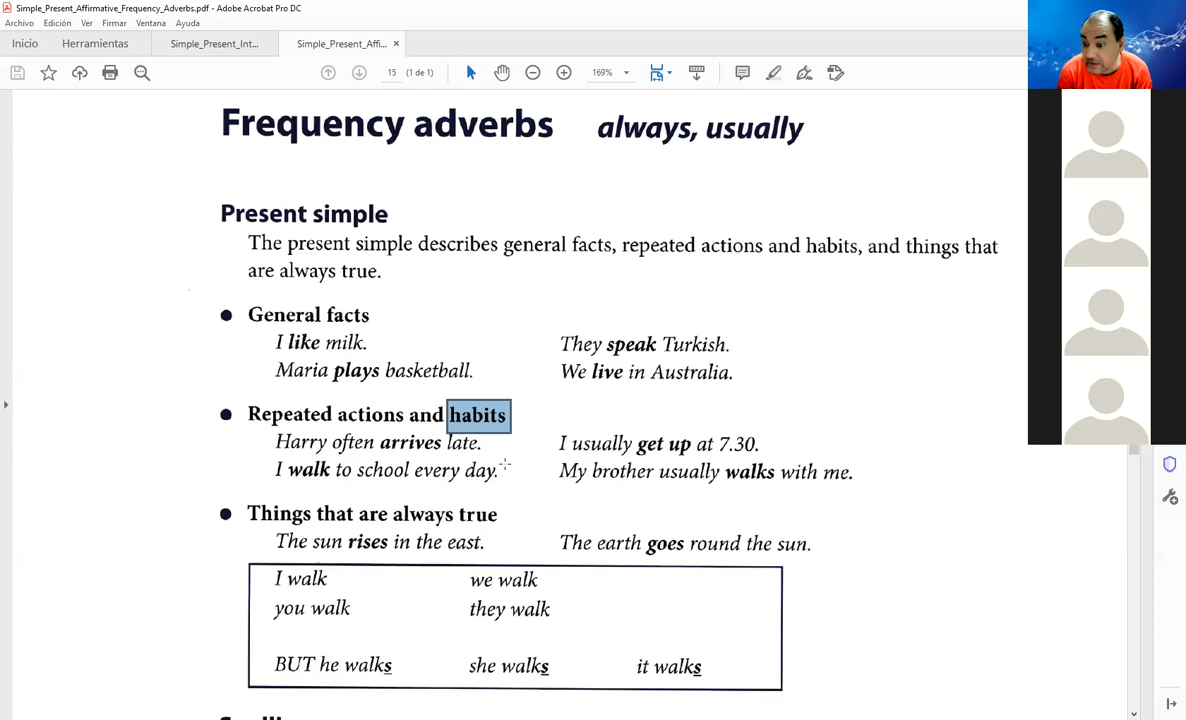 Simple_Present_Affirmative_Frequency_Adverbs.pdf - Adobe Acrobat Pro DC
Archivo Edición Ver Firmar Ventana Ayuda
Inicio Herramientas Simple_Present_Int... Simple_Present_Affi... ×
15 (1 de 1) 169%
Frequency adverbs always, usually
Present simple
The present simple describes general facts, repeated actions and habits, and things that
are always true.
● General facts
I like milk. They speak Turkish.
Maria plays basketball. We live in Australia.
● Repeated actions and habits
Harry often arrives late. I usually get up at 7.30.
I walk to school every day. My brother usually walks with me.
● Things that are always true
The sun rises in the east. The earth goes round the sun.
I walk we walk
you walk they walk
BUT he walks she walks it walks